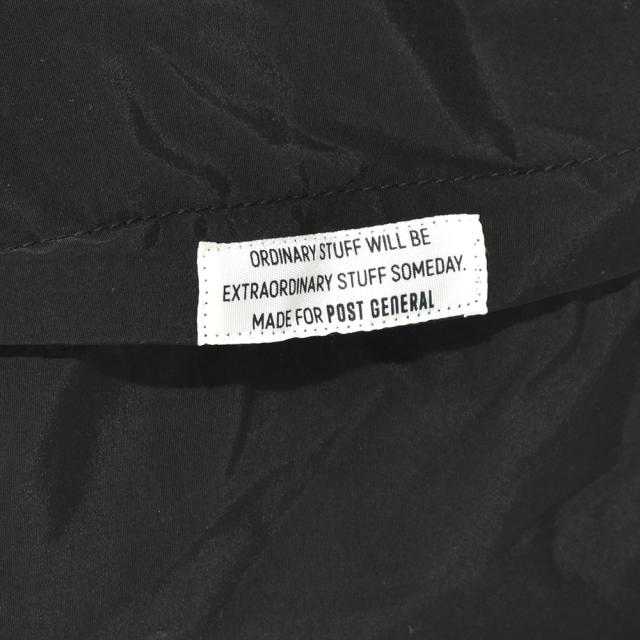 ORDINARY STUFF WILL BE
EXTRAORDINARY STUFF SOMEDAY.
MADE FOR POST GENERAL